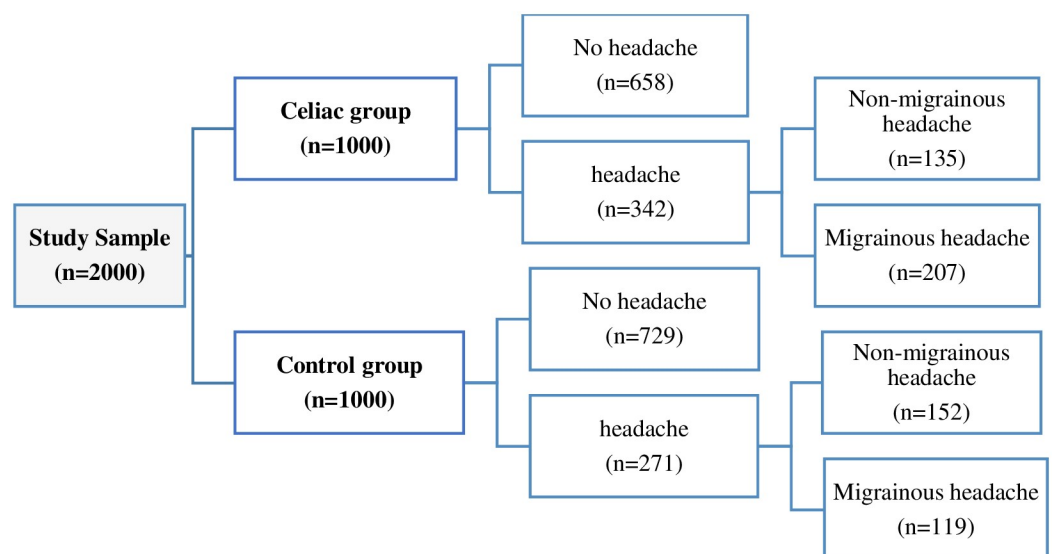 Study Sample
(n=2000)
Celiac group
(n=1000)
No headache
(n=658)
headache
(n=342)
Non-migrainous
headache
(n=135)
Migrainous headache
(n=207)
Control group
(n=1000)
No headache
(n=729)
headache
(n=271)
Non-migrainous
headache
(n=152)
Migrainous headache
(n=119)